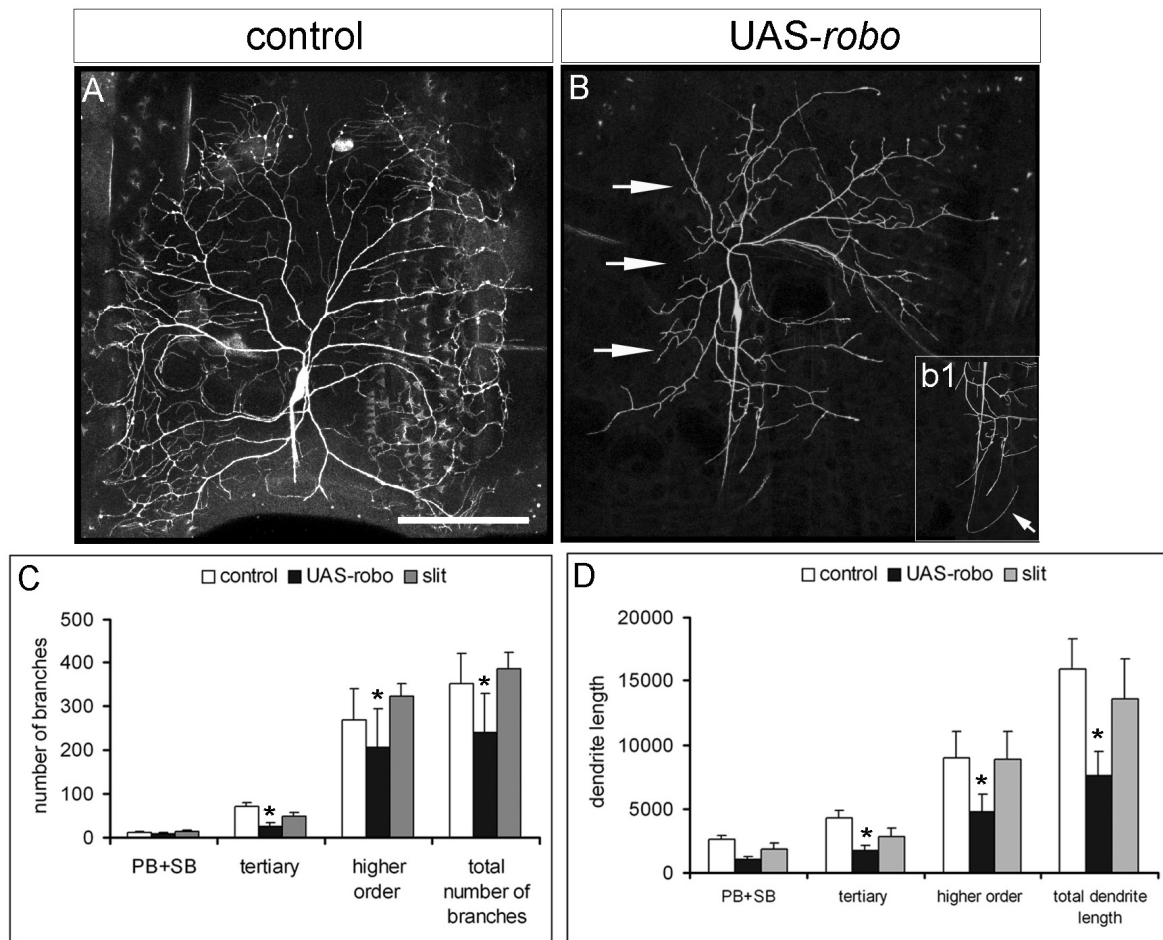 control
UAS-robo
A
B
b1
C
control UAS-robo slit
number of branches
500
400
300
200
100
0
*
*
*
PB+SB
tertiary
higher
order
total
number of
branches
D
control UAS-robo slit
dendrite length
20000
15000
10000
5000
0
*
*
*
PB+SB
tertiary
higher order
total dendrite
length